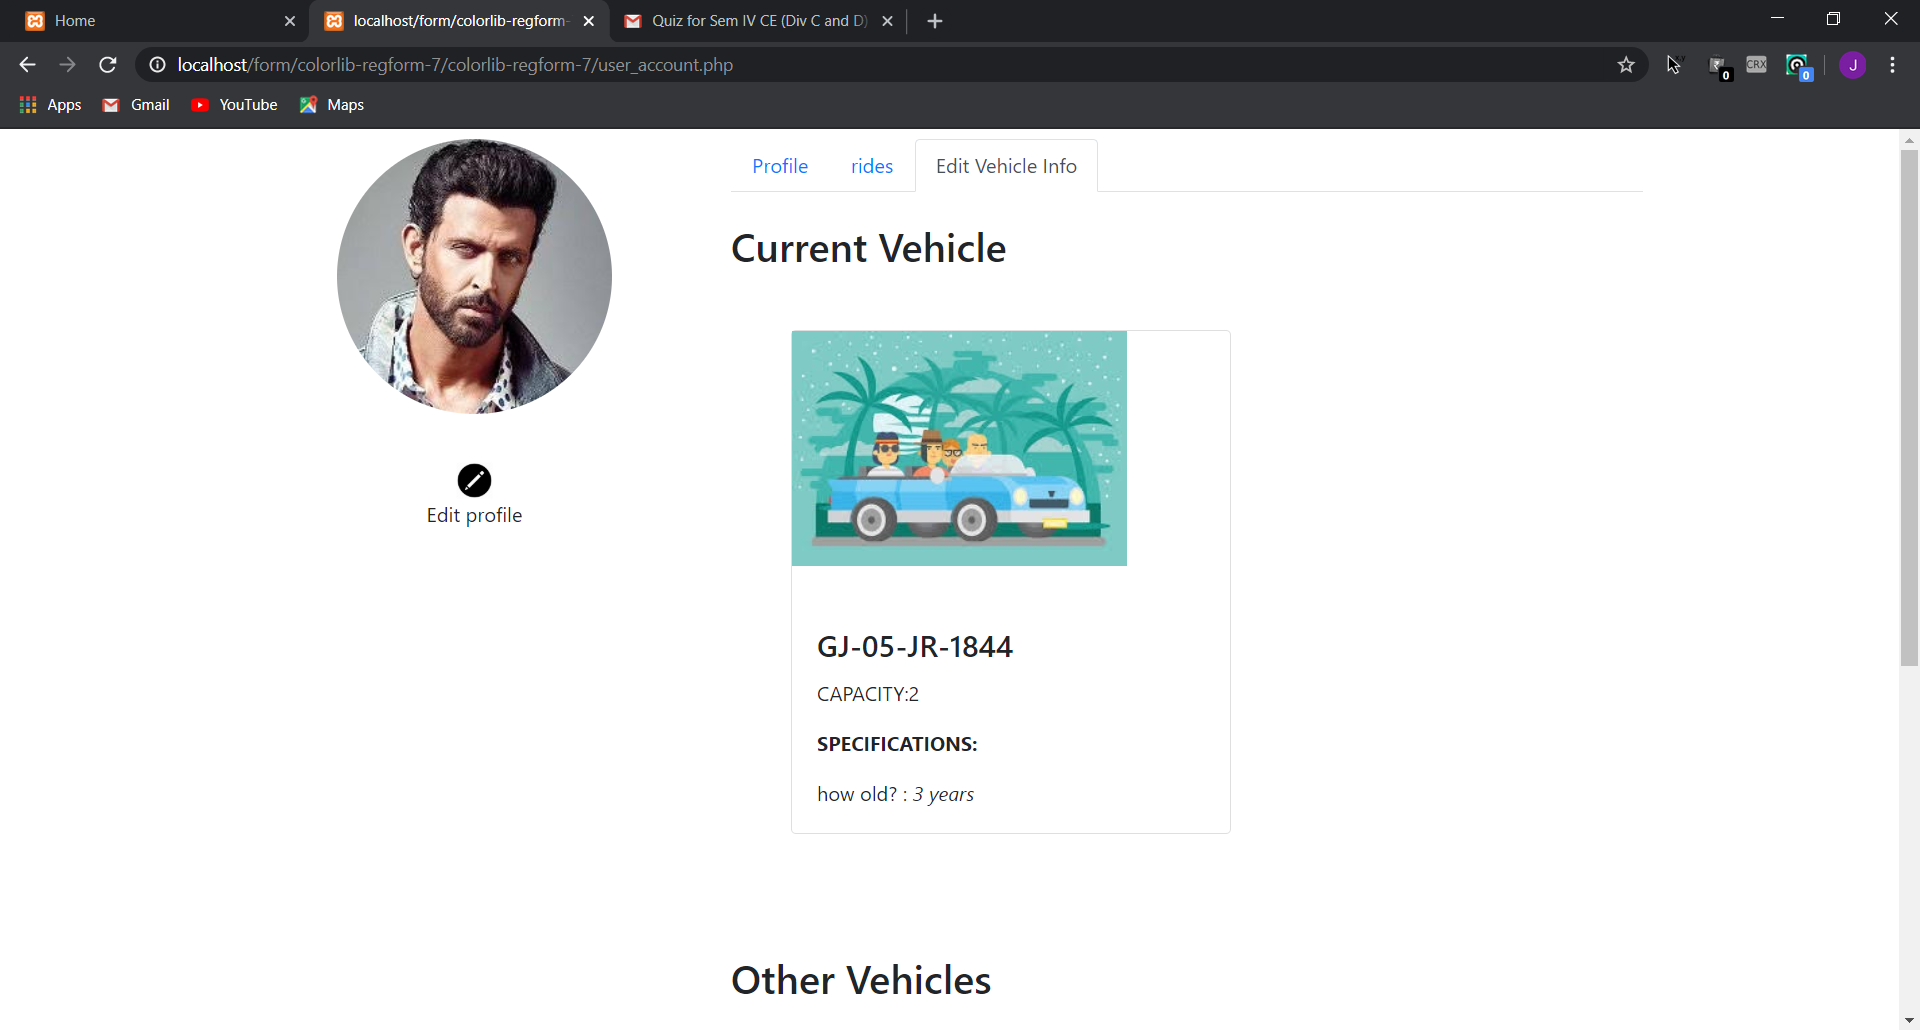 Home
localhost/form/colorlib-regform-
Quiz for Sem IV CE (Div C and D)
localhost/form/colorlib-regform-7/colorlib-regform-7/user_account.php
0
CRX
0
J
Apps
Gmail
YouTube
Maps
Profile
rides
Edit Vehicle Info
Current Vehicle
Edit profile
GJ-05-JR-1844
CAPACITY:2
SPECIFICATIONS:
how old? : 3 years
Other Vehicles